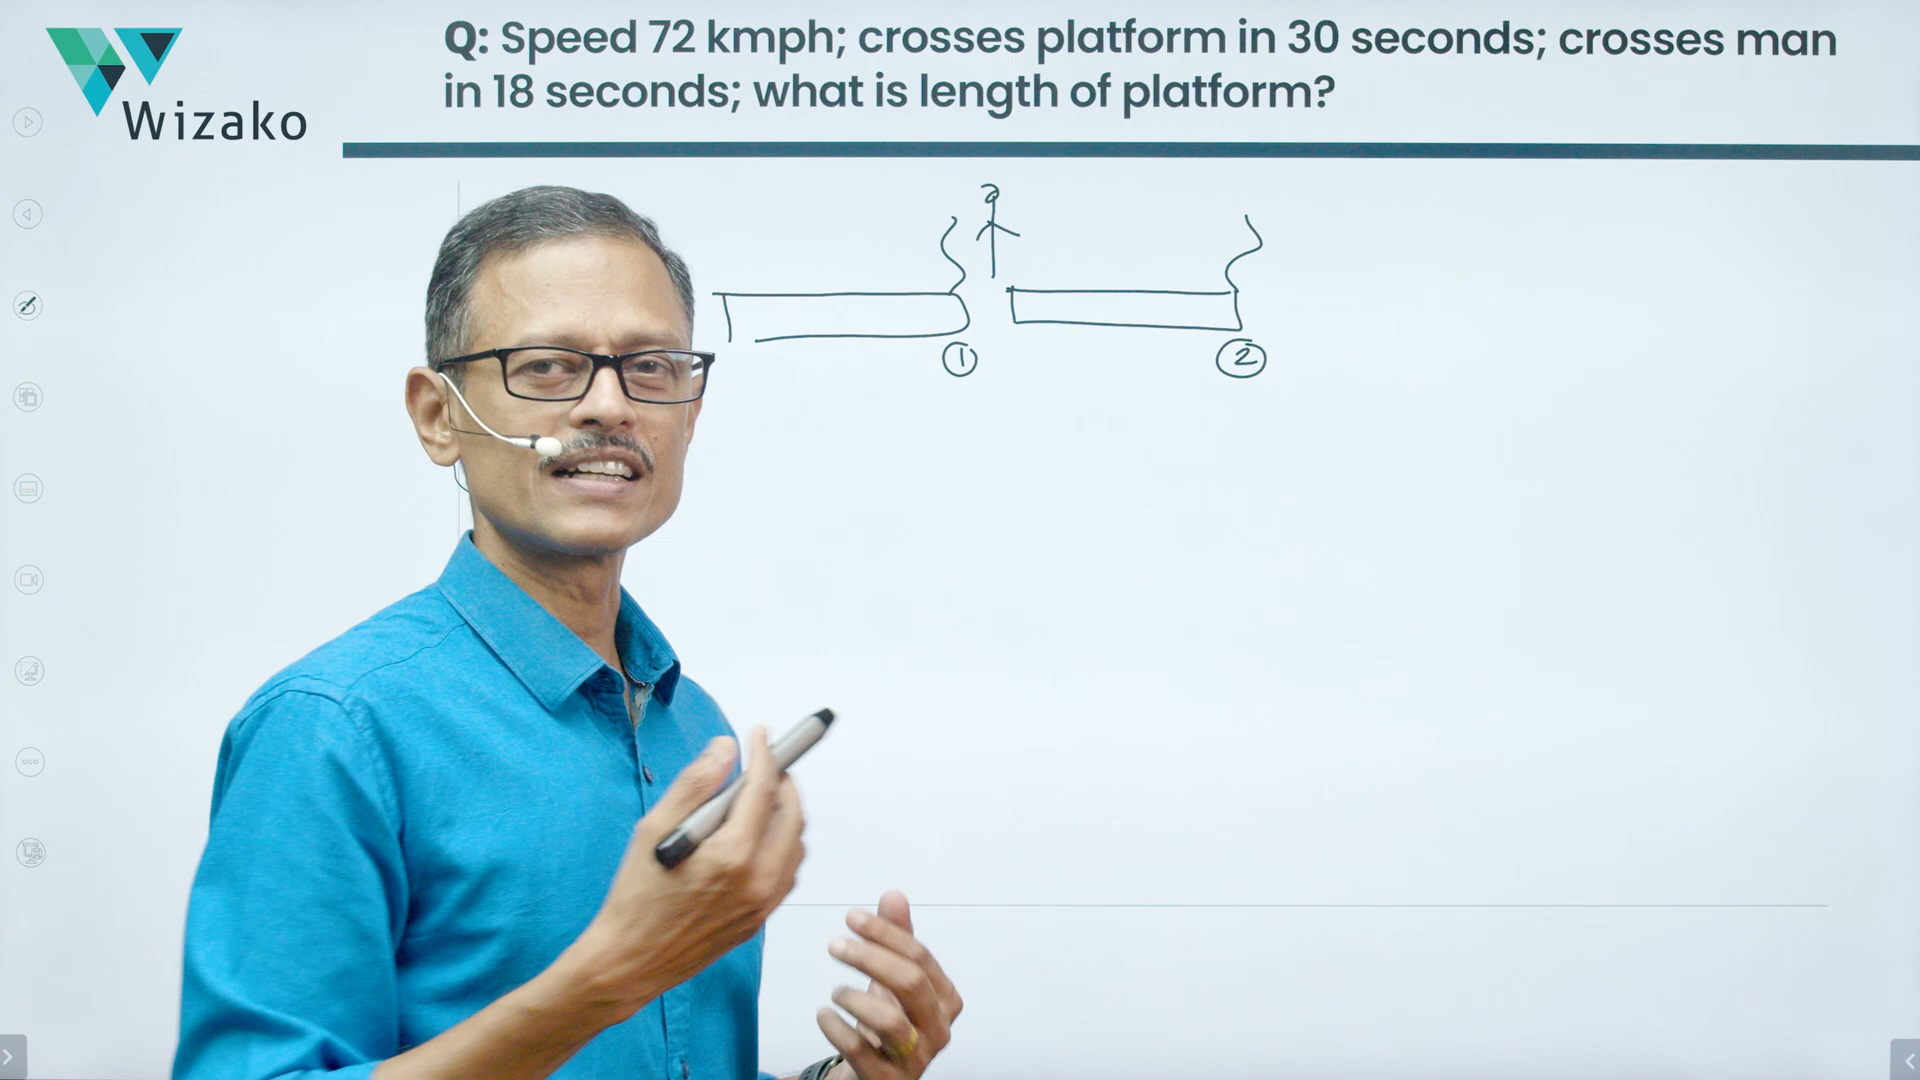 Wizako
Q: Speed 72 kmph; crosses platform in 30 seconds; crosses man
in 18 seconds; what is length of platform?
1
2